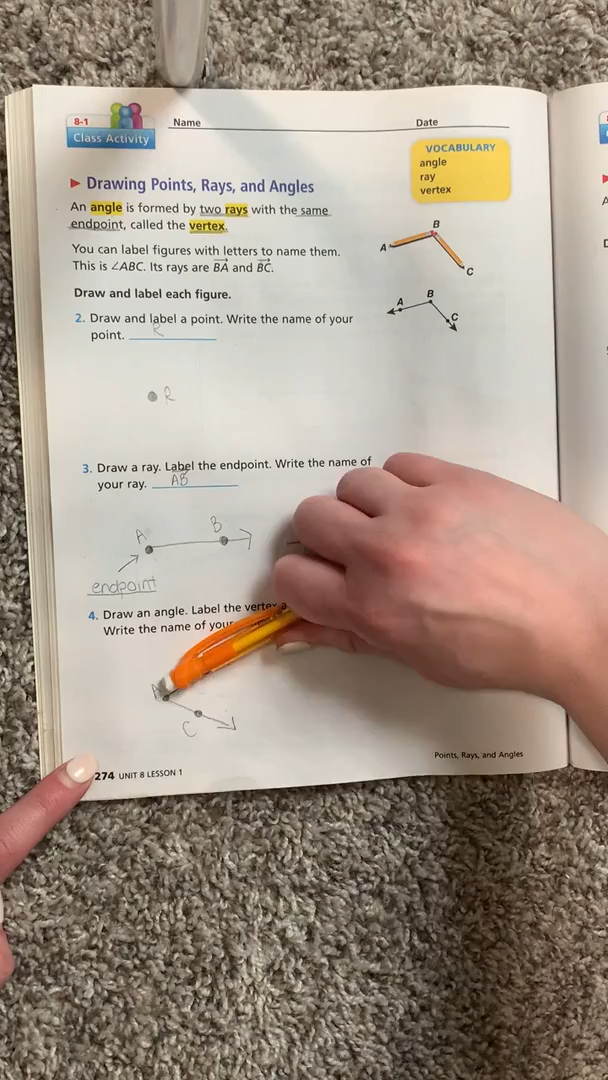 8-1
Class Activity
Name
Date
VOCABULARY
angle
ray
vertex
► Drawing Points, Rays, and Angles
An angle is formed by two rays with the same
endpoint, called the vertex.
You can label figures with letters to name them.
This is ∠ABC. Its rays are BA and BC.
A
B
C
Draw and label each figure.
A
B
C
2. Draw and label a point. Write the name of your
point. R
R
3. Draw a ray. Label the endpoint. Write the name of
your ray. AB
A
B
endpoint
4. Draw an angle. Label the vertex
Write the name of your
A
C
274 UNIT 8 LESSON 1
Points, Rays, and Angles